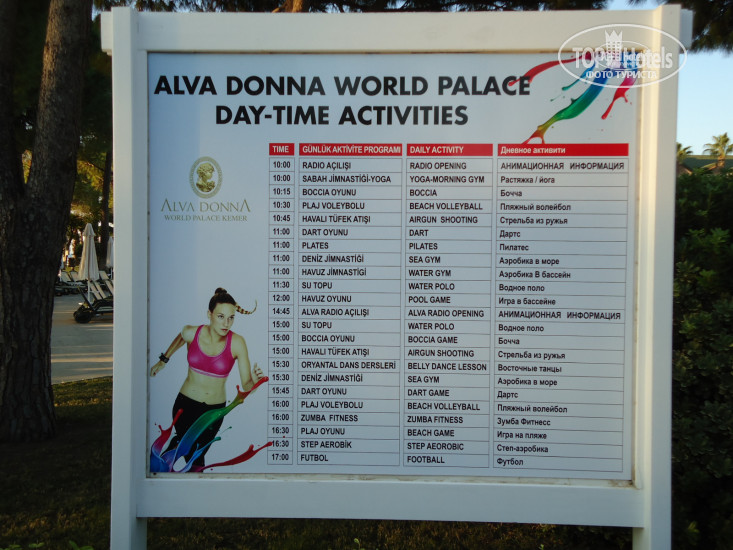 TOPHotels
ФОТО ТУРИСТА
ALVA DONNA WORLD PALACE
DAY-TIME ACTIVITIES
ALVA DONNA
WORLD PALACE KEMER
TIME GÜNLÜK AKTİVİTE PROGRAMI DAILY ACTIVITY Дневное активити
10:00 RADIO AÇILIŞI RADIO OPENING АНИМАЦИОННАЯ ИНФОРМАЦИЯ
10:00 SABAH JİMNASTİĞİ-YOGA YOGA-MORNING GYM Растяжка / йога
10:15 BOCCIA OYUNU BOCCIA Бочча
10:30 PLAJ VOLEYBOLU BEACH VOLLEYBALL Пляжный волейбол
10:45 HAVALI TÜFEK ATIŞI AIRGUN SHOOTING Стрельба из ружья
11:00 DART OYUNU DART Дартс
11:00 PLATES PILATES Пилатес
11:00 DENİZ JİMNASTİĞİ SEA GYM Аэробика в море
11:00 HAVUZ JİMNASTİĞİ WATER GYM Аэробика В бассейн
11:30 SU TOPU WATER POLO Водное поло
12:00 HAVUZ OYUNU POOL GAME Игра в бассейне
14:45 ALVA RADIO AÇILIŞI ALVA RADIO OPENING АНИМАЦИОННАЯ ИНФОРМАЦИЯ
15:00 SU TOPU WATER POLO Водное поло
15:00 BOCCIA OYUNU BOCCIA GAME Бочча
15:00 HAVALI TÜFEK ATIŞI AIRGUN SHOOTING Стрельба из ружья
15:30 ORYANTAL DANS DERSLERİ BELLY DANCE LESSON Восточные танцы
15:30 DENİZ JİMNASTİĞİ SEA GYM Аэробика в море
15:45 DART OYUNU DART GAME Дартс
16:00 PLAJ VOLEYBOLU BEACH VOLLEYBALL Пляжный волейбол
16:00 ZUMBA FITNESS ZUMBA FITNESS Зумба Фитнесс
16:30 PLAJ OYUNU BEACH GAME Игра на пляже
16:30 STEP AEROBİK STEP AEOROBIC Степ-аэробика
17:00 FUTBOL FOOTBALL Футбол